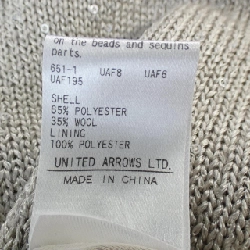 on the beads and sequins
parts.
651-1 UAF8 UAF6
UAF195
SHELL
65% POLYESTER
35% WOOL
LINING
100% POLYESTER
UNITED ARROWS LTD.
MADE IN CHINA